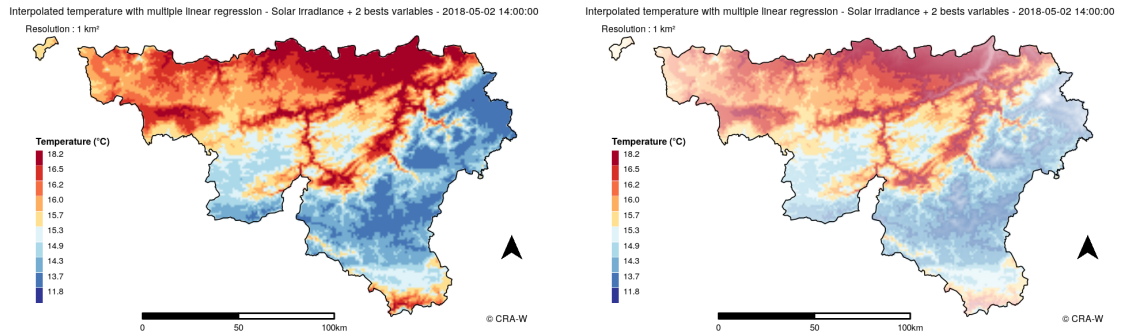 Interpolated temperature with multiple linear regression - Solar Irradiance + 2 bests variables - 2018-05-02 14:00:00
Resolution : 1 km²
Temperature (°C)
18.2
16.5
16.2
16.0
15.7
15.3
14.9
14.3
13.7
11.8
0
50
100km
© CRA-W
Interpolated temperature with multiple linear regression - Solar Irradiance + 2 bests variables - 2018-05-02 14:00:00
Resolution : 1 km²
Temperature (°C)
18.2
16.5
16.2
16.0
15.7
15.3
14.9
14.3
13.7
11.8
0
50
100km
© CRA-W